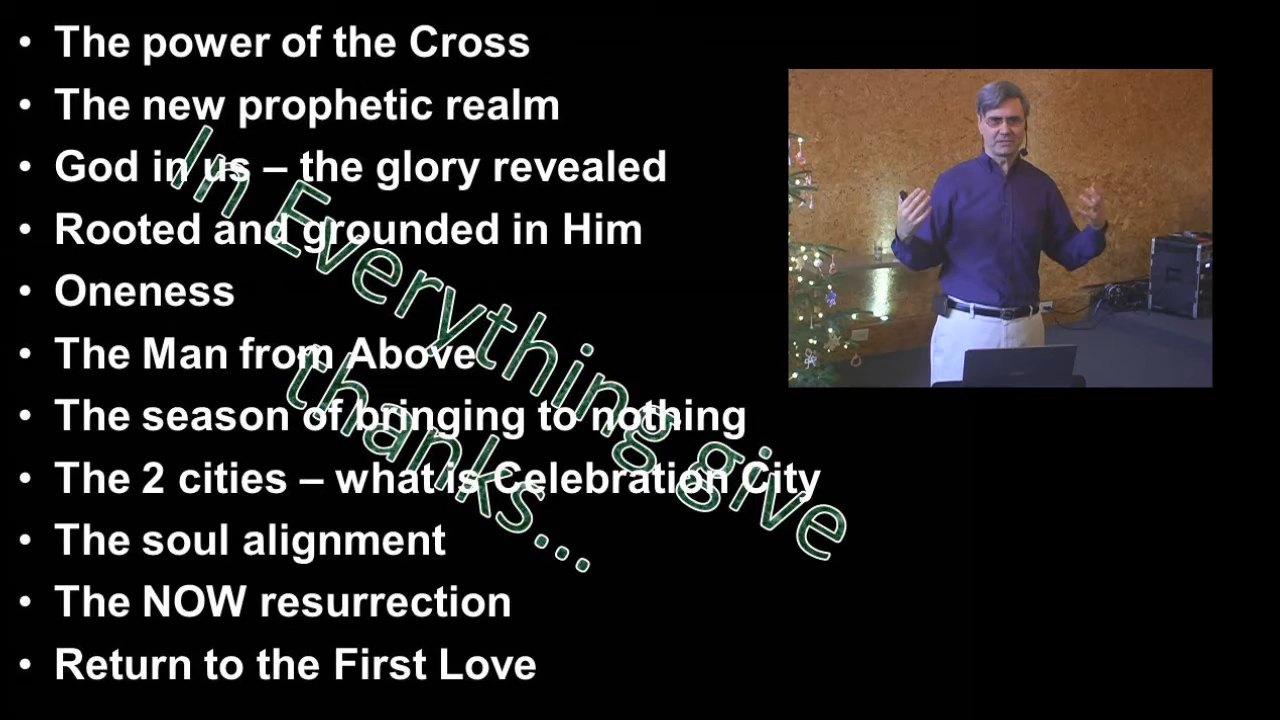 • The power of the Cross
• The new prophetic realm
• God in us – the glory revealed
• Rooted and grounded in Him
• Oneness
• The Man from Above
• The season of bringing to nothing
• The 2 cities – what is Celebration City
• The soul alignment
• The NOW resurrection
• Return to the First Love
In Everything give
thanks...